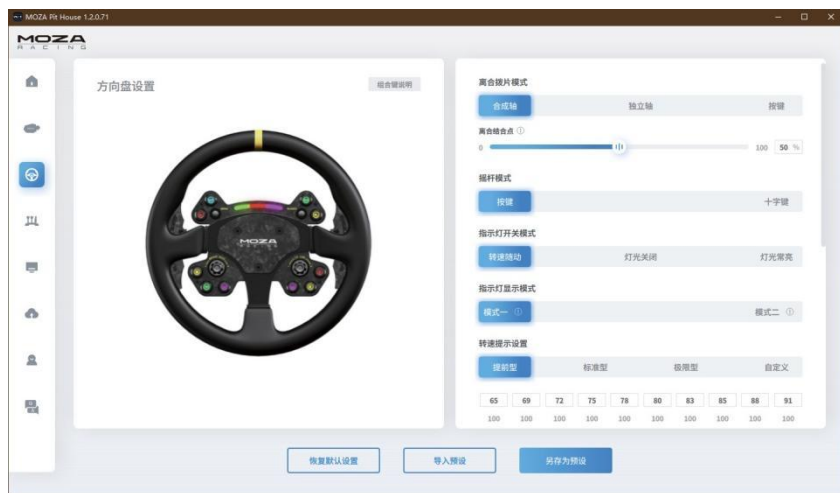 MOZA Pit House 1.2.0.71
MOZA
RACING
方向盘设置
组合键说明
MOZA
离合拨片模式
合成轴 独立轴 按键
离合结合点
0 100 50 %
摇杆模式
按键 十字键
指示灯开关模式
转速随动 灯光关闭 灯光常亮
指示灯显示模式
模式一 模式二
转速提示设置
提前型 标准型 极限型 自定义
65 69 72 75 78 80 83 85 88 91
100 100 100 100 100 100 100 100 100 100
恢复默认设置 导入预设 另存为预设